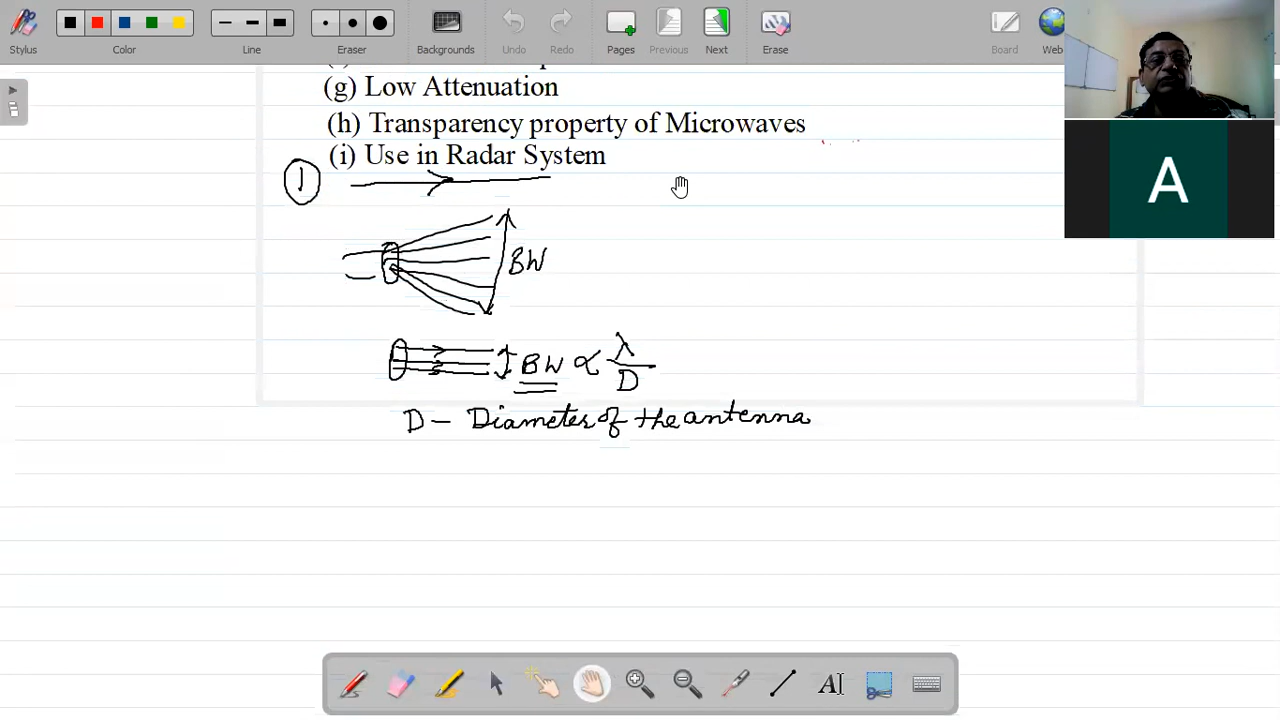 Stylus
Color
Line
Eraser
Backgrounds
Undo
Redo
Pages
Previous
Next
Erase
Board
Web
(g) Low Attenuation
(h) Transparency property of Microwaves
(i) Use in Radar System
1
BW
BW ∝ λ/D
D - Diameter of the antenna
A